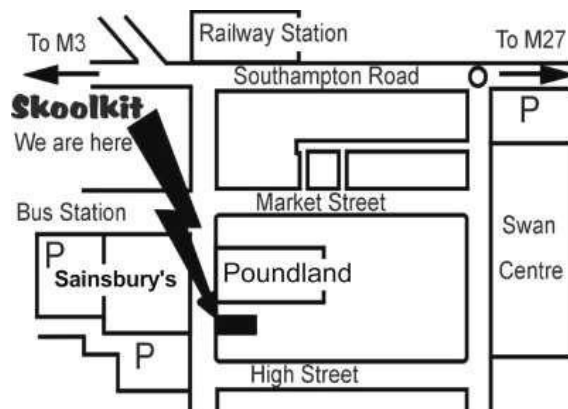 Railway Station
To M3
To M27
Southampton Road
Skoolkit
P
We are here
Market Street
Bus Station
Swan
Centre
P
Sainsbury's
Poundland
P
High Street